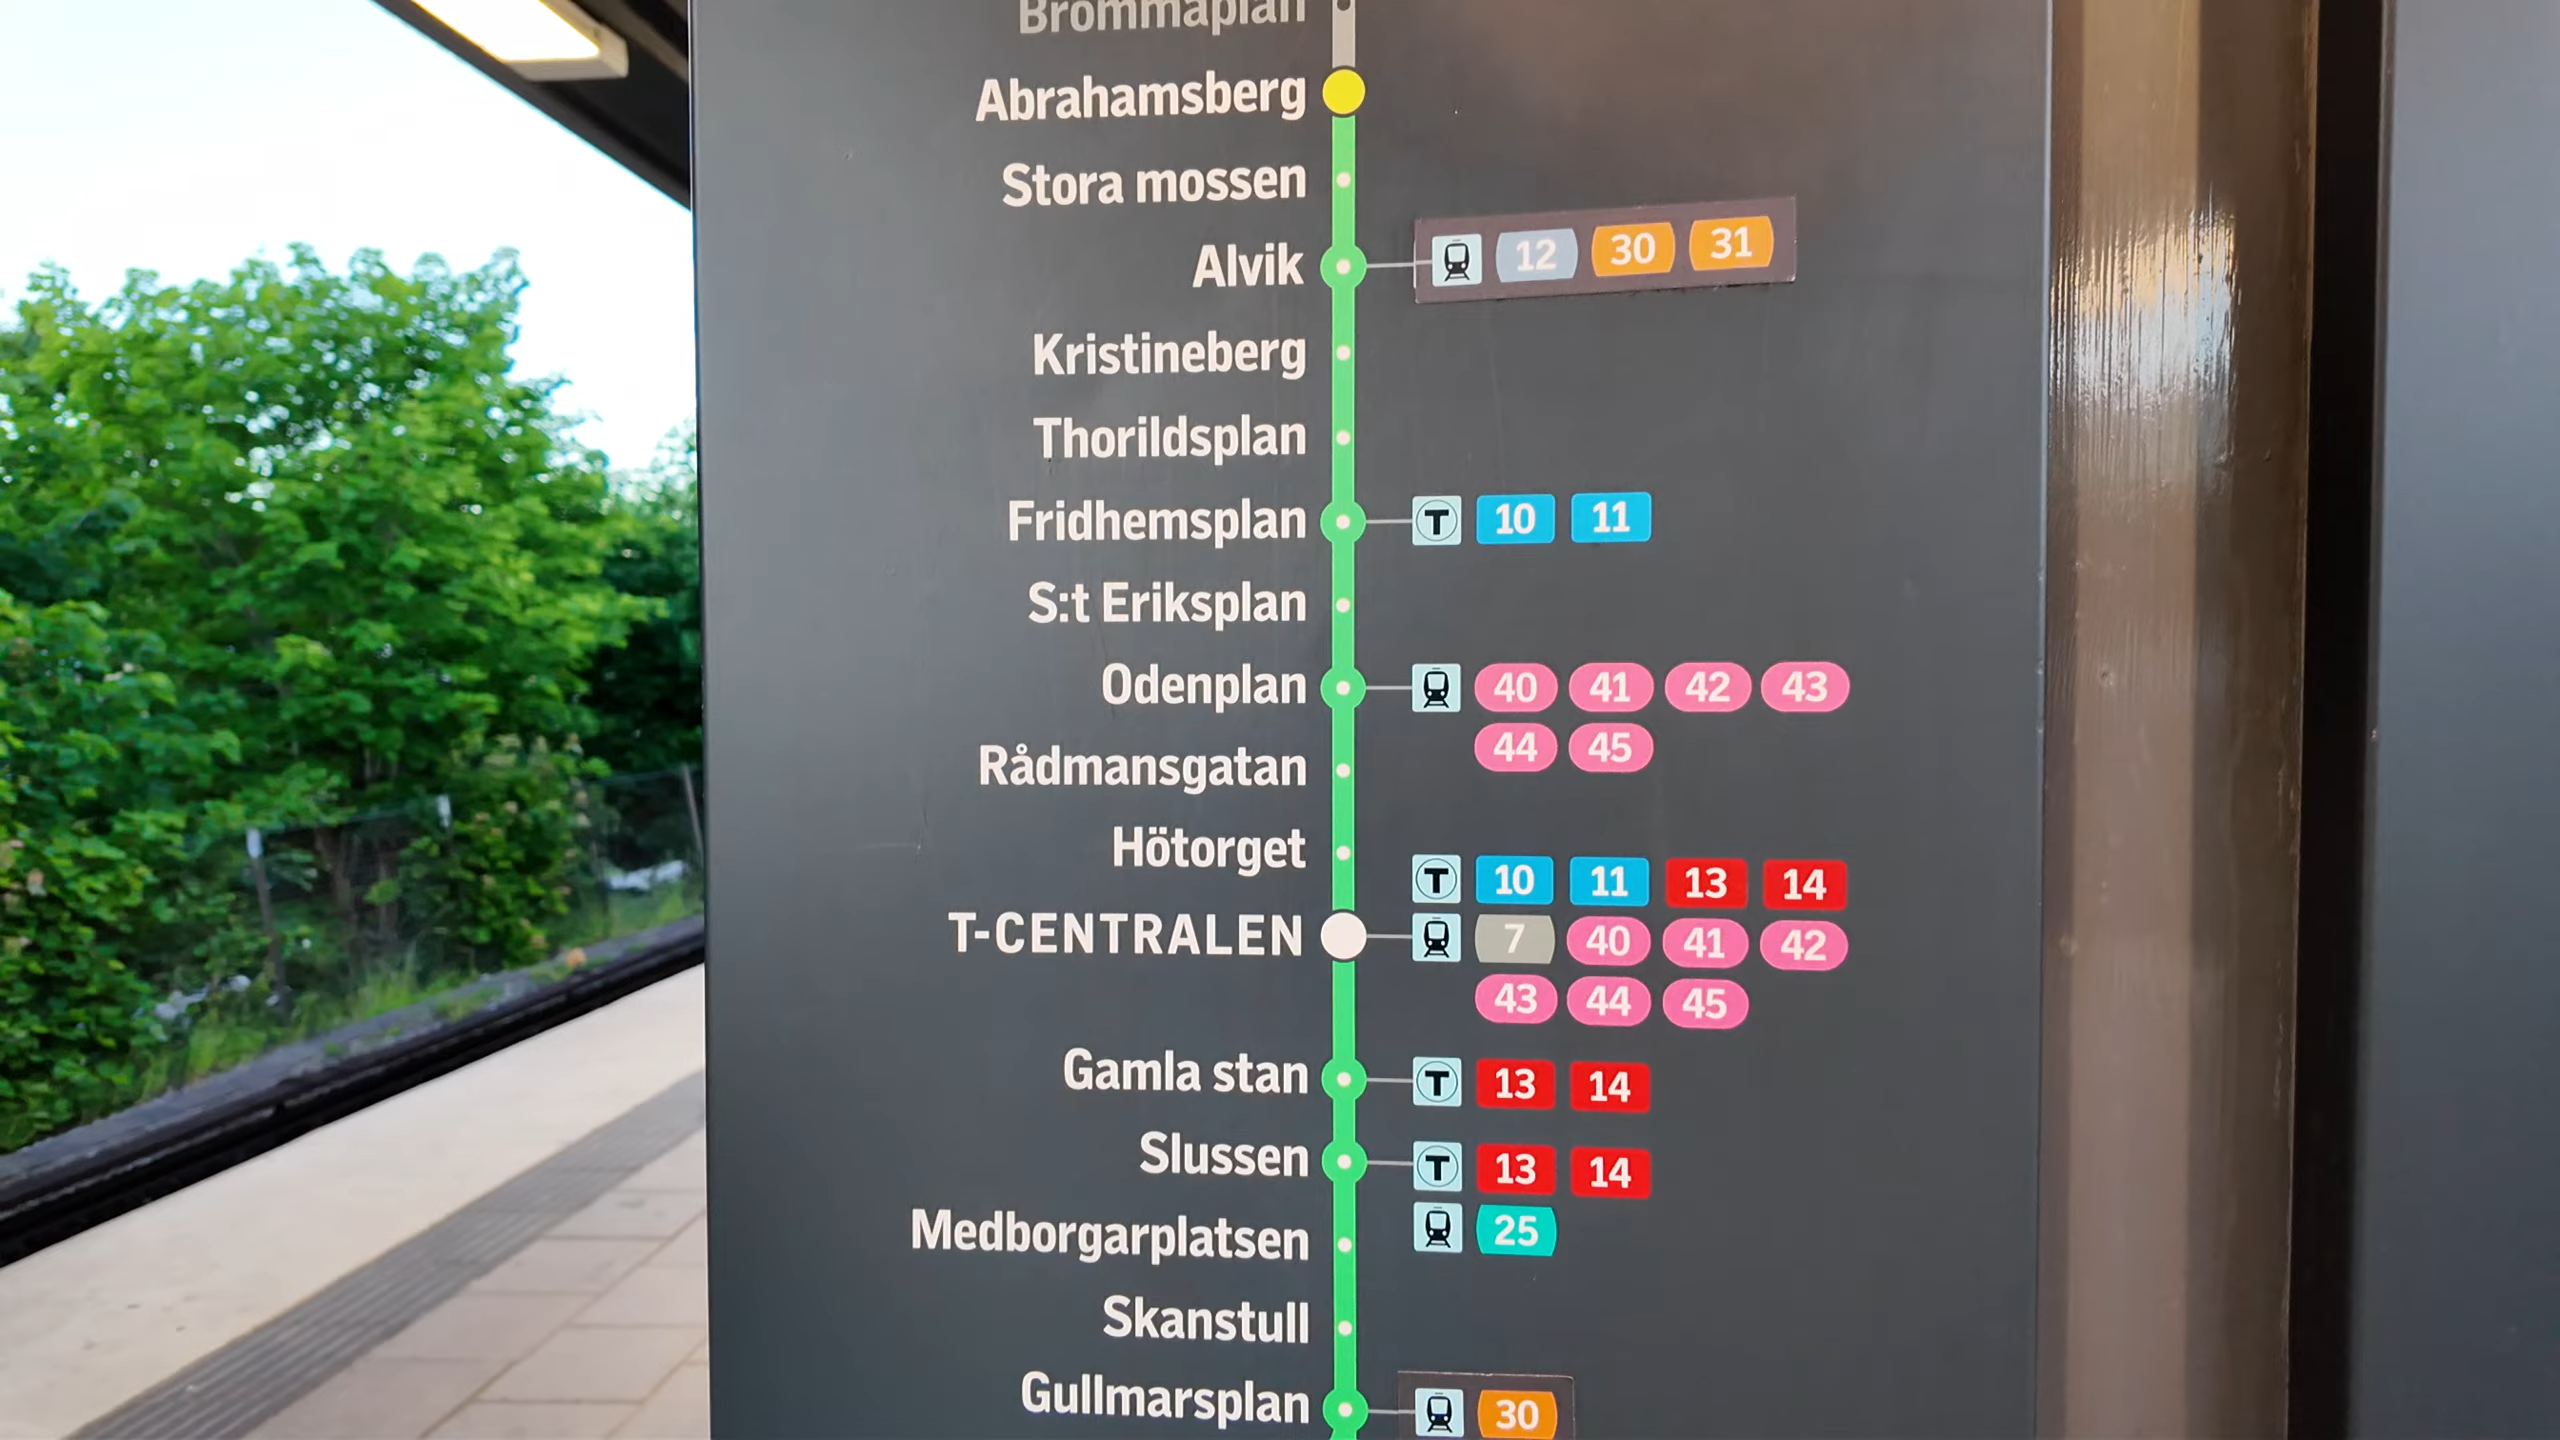 Brommaplan
Abrahamsberg
Stora mossen
Alvik 12 30 31
Kristineberg
Thorildsplan
Fridhemsplan T 10 11
S:t Eriksplan
Odenplan 40 41 42 43
44 45
Rådmansgatan
Hötorget
T 10 11 13 14
T-CENTRALEN 7 40 41 42
43 44 45
Gamla stan T 13 14
Slussen T 13 14
25
Medborgarplatsen
Skanstull
Gullmarsplan 30